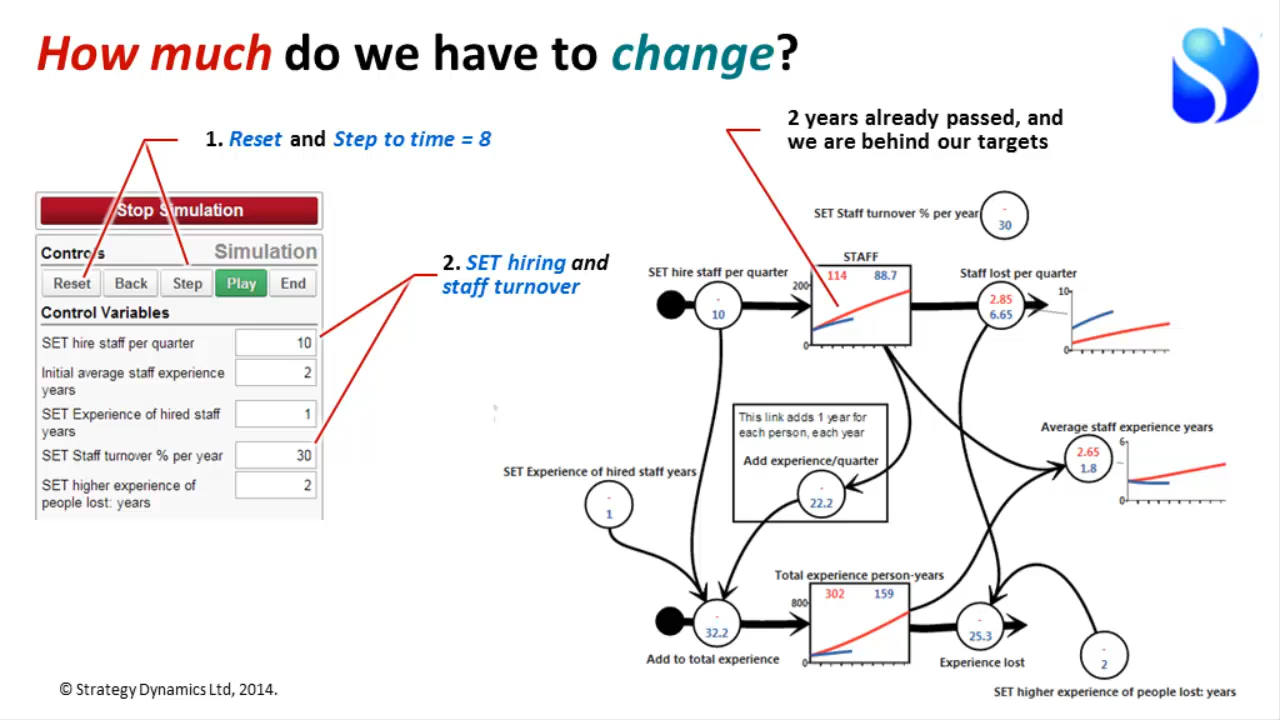 How much do we have to change?
1. Reset and Step to time = 8
2 years already passed, and
we are behind our targets
Stop Simulation
Controls Simulation
Reset Back Step Play End
Control Variables
SET hire staff per quarter 10
Initial average staff experience
years
2
SET Experience of hired staff
years
1
SET Staff turnover % per year 30
SET higher experience of
people lost: years
2
2. SET hiring and
staff turnover
SET Staff turnover % per year
-
30
SET hire staff per quarter
-
10
STAFF
114 88.7
200
0
Staff lost per quarter
2.85
6.65
10
0
This link adds 1 year for
each person, each year
Add experience/quarter
-
22.2
Average staff experience years
2.65
1.8
6
0
SET Experience of hired staff years
-
1
Total experience person-years
302 159
800
0
-
32.2
Add to total experience
-
25.3
Experience lost
-
2
SET higher experience of people lost: years
© Strategy Dynamics Ltd, 2014.